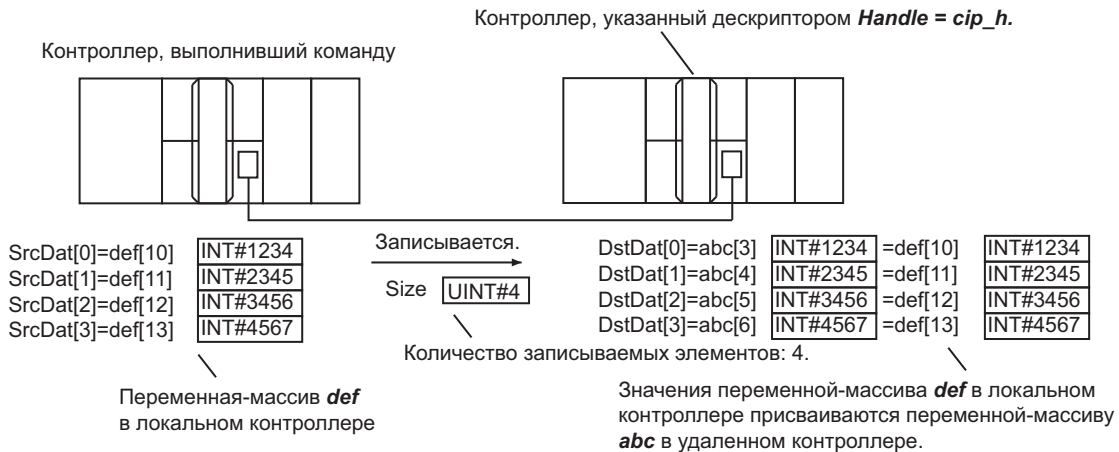 Контроллер, указанный дескриптором Handle = cip_h.
Контроллер, выполнивший команду
SrcDat[0]=def[10] INT#1234
SrcDat[1]=def[11] INT#2345
SrcDat[2]=def[12] INT#3456
SrcDat[3]=def[13] INT#4567
Записывается.
Size UINT#4
DstDat[0]=abc[3] INT#1234 =def[10] INT#1234
DstDat[1]=abc[4] INT#2345 =def[11] INT#2345
DstDat[2]=abc[5] INT#3456 =def[12] INT#3456
DstDat[3]=abc[6] INT#4567 =def[13] INT#4567
Количество записываемых элементов: 4.
Переменная-массив def
в локальном контроллере
Значения переменной-массива def в локальном
контроллере присваиваются переменной-массиву
abc в удаленном контроллере.